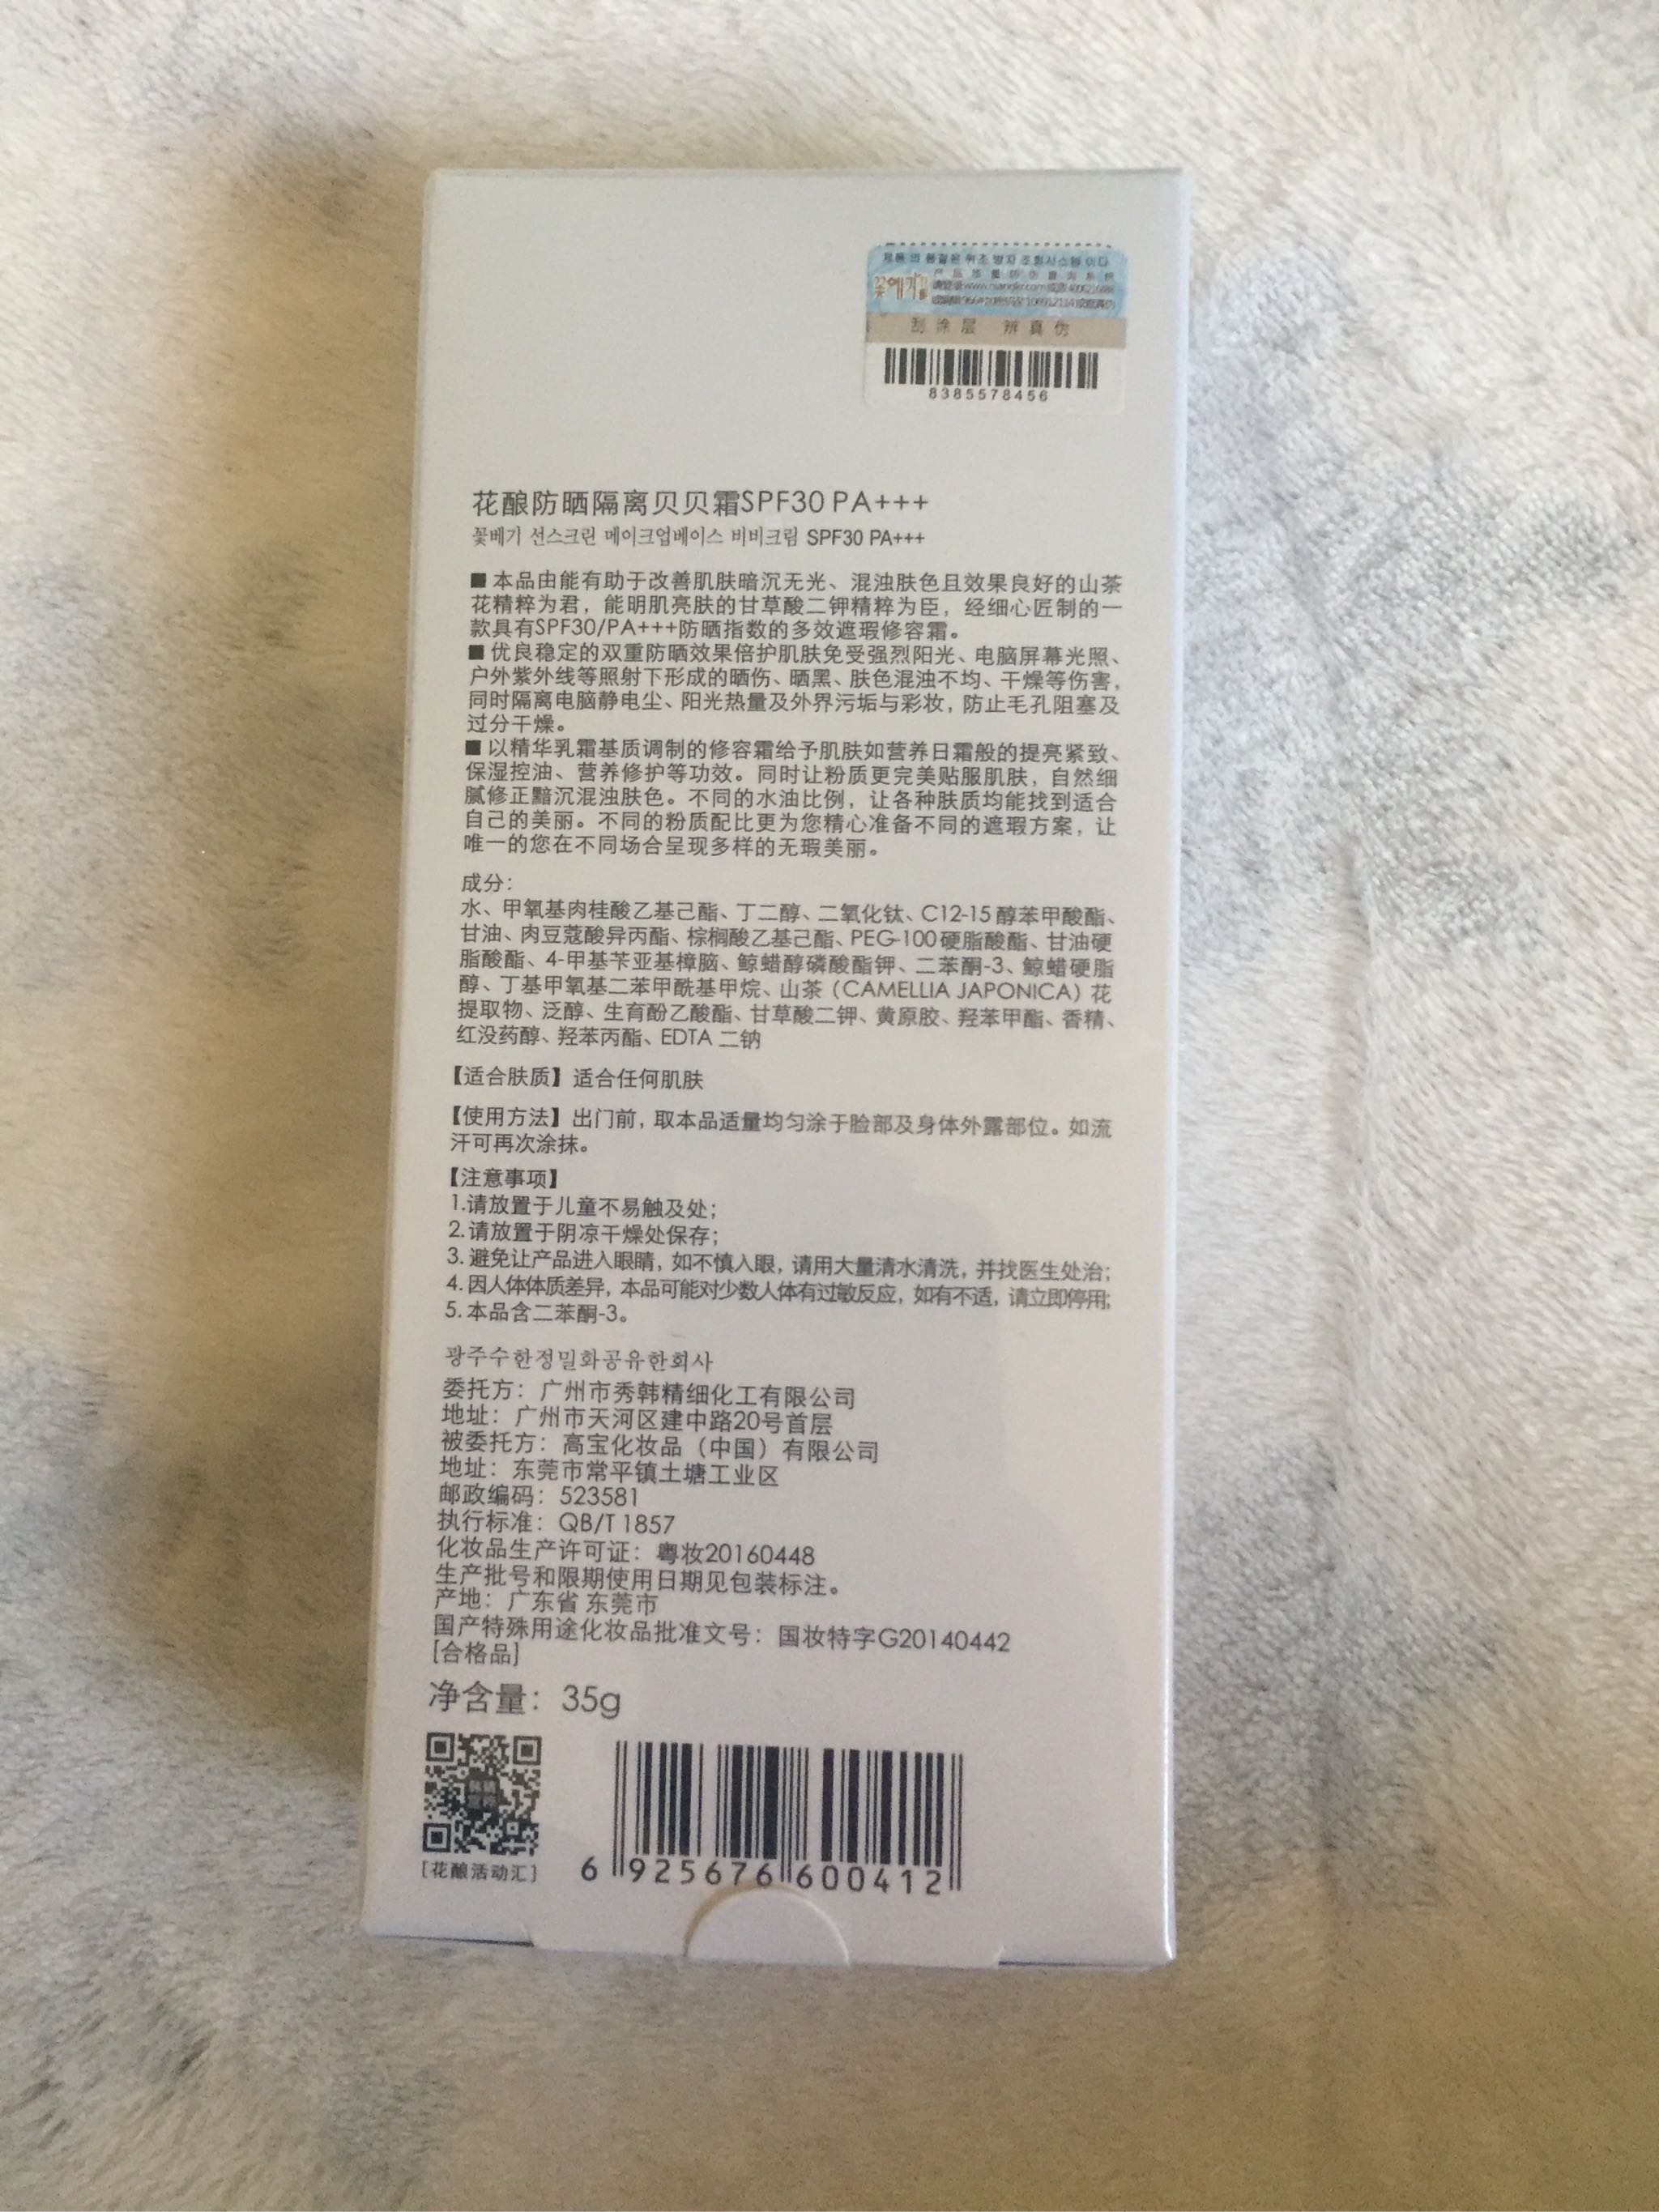 제품의 품질은 위조 방지 조회시스템 이다
产品质量防伪查询系统
꽃에가길
刮涂层 辨真伪
8385578456
花酿防晒隔离贝贝霜SPF30 PA+++
꽃베기 선스크린 메이크업베이스 비비크림 SPF30 PA+++
■本品由能有助于改善肌肤暗沉无光、混浊肤色且效果良好的山茶
花精粹为君，能明肌亮肤的甘草酸二钾精粹为臣，经细心匠制的一
款具有SPF30/PA+++防晒指数的多效遮瑕修容霜。
■优良稳定的双重防晒效果倍护肌肤免受强烈阳光、电脑屏幕光照、
户外紫外线等照射下形成的晒伤、晒黑、肤色混浊不均、干燥等伤害，
同时隔离电脑静电尘、阳光热量及外界污垢与彩妆，防止毛孔阻塞及
过分干燥。
■以精华乳霜基质调制的修容霜给予肌肤如营养日霜般的提亮紧致、
保湿控油、营养修护等功效。同时让粉质更完美贴服肌肤，自然细
腻修正黯沉混浊肤色。不同的水油比例，让各种肤质均能找到适合
自己的美丽。不同的粉质配比更为您精心准备不同的遮瑕方案，让
唯一的您在不同场合呈现多样的无瑕美丽。
成分：
水、甲氧基肉桂酸乙基己酯、丁二醇、二氧化钛、C12-15 醇苯甲酸酯、
甘油、肉豆蔻酸异丙酯、棕榈酸乙基己酯、PEG-100 硬脂酸酯、甘油硬
脂酸酯、4-甲基苄亚基樟脑、鲸蜡醇磷酸酯钾、二苯酮-3、鲸蜡硬脂
醇、丁基甲氧基二苯甲酰基甲烷、山茶（CAMELLIA JAPONICA）花
提取物、泛醇、生育酚乙酸酯、甘草酸二钾、黄原胶、羟苯甲酯、香精、
红没药醇、羟苯丙酯、EDTA 二钠
【适合肤质】适合任何肌肤
【使用方法】出门前，取本品适量均匀涂于脸部及身体外露部位。如流
汗可再次涂抹。
【注意事项】
1.请放置于儿童不易触及处；
2.请放置于阴凉干燥处保存；
3.避免让产品进入眼睛，如不慎入眼，请用大量清水清洗，并找医生处治；
4.因人体体质差异，本品可能对少数人体有过敏反应，如有不适，请立即停用；
5.本品含二苯酮-3。
광주수한정밀화공유한회사
委托方：广州市秀韩精细化工有限公司
地址：广州市天河区建中路20号首层
被委托方：高宝化妆品（中国）有限公司
地址：东莞市常平镇土塘工业区
邮政编码：523581
执行标准：QB/T 1857
化妆品生产许可证：粤妆20160448
生产批号和限期使用日期见包装标注。
产地：广东省 东莞市
国产特殊用途化妆品批准文号：国妆特字G20140442
[合格品]
净含量：35g
[花酿活动汇]
6 925676 600412